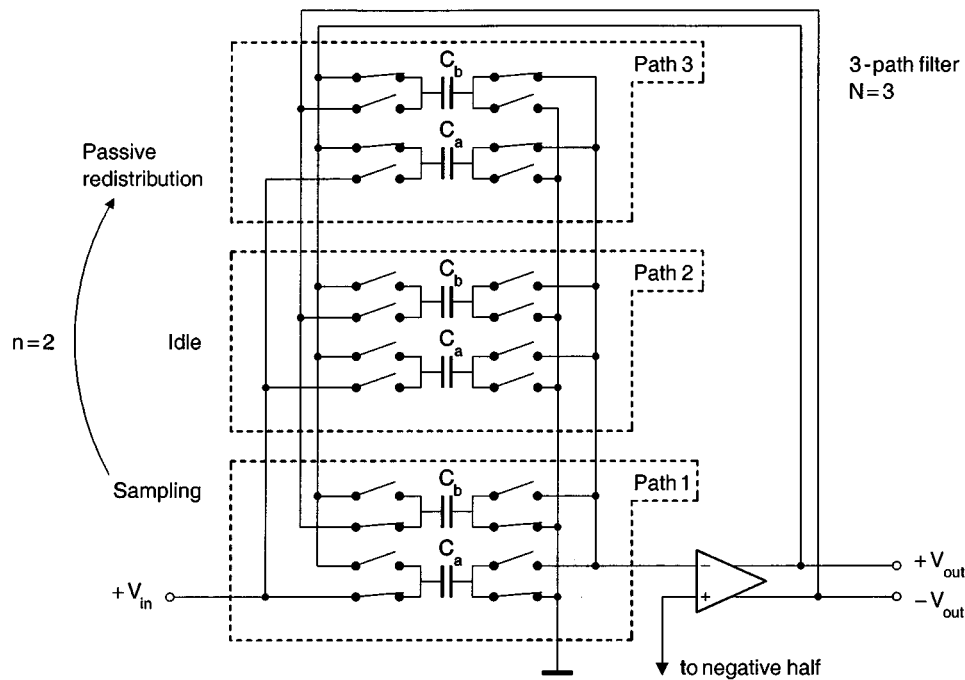 C_b
Path 3
3-path filter
N = 3
C_a
Passive
redistribution
C_b
Path 2
n = 2
Idle
C_a
Sampling
C_b
Path 1
C_a
+V_in
−
+
+V_out
−V_out
to negative half